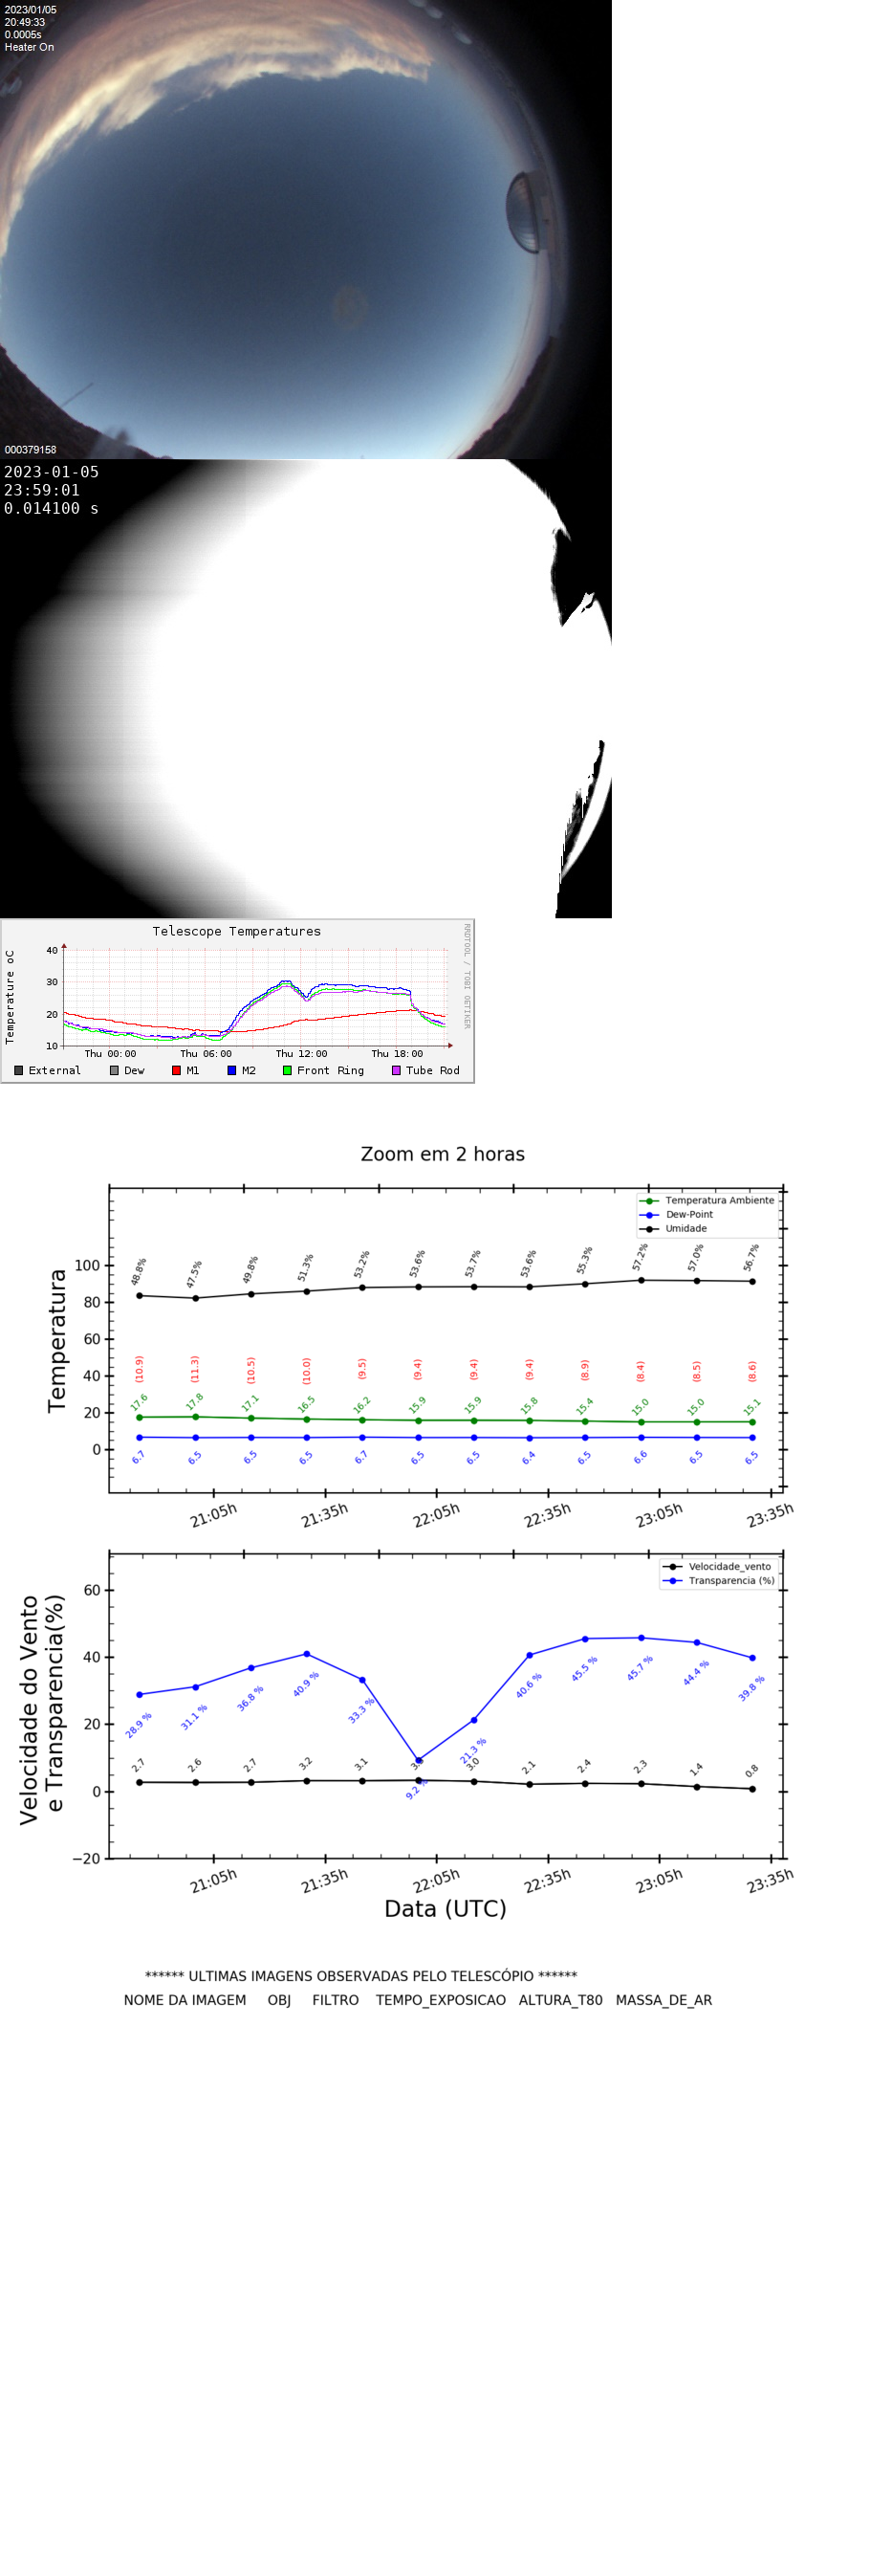 2023/01/05
20:49:33
0.0005s
Heater On
000379158
2023-01-05
23:59:01
0.014100 s
Telescope Temperatures
RRDTOOL / TOBI OETIKER
Temperature oC
40
30
20
10
Thu 00:00 Thu 06:00 Thu 12:00 Thu 18:00
External Dew M1 M2 Front Ring Tube Rod
Zoom em 2 horas
Temperatura Ambiente
Dew-Point
Umidade
Temperatura
100
80
60
40
20
0
48.8% 47.5% 49.8% 51.3% 53.2% 53.6% 53.7% 53.6% 55.3% 57.2% 57.0% 56.7%
(10.9) (11.3) (10.5) (10.0) (9.5) (9.4) (9.4) (9.4) (8.9) (8.4) (8.5) (8.6)
17.6 17.8 17.1 16.5 16.2 15.9 15.9 15.8 15.4 15.0 15.0 15.1
6.7 6.5 6.5 6.5 6.7 6.5 6.5 6.4 6.5 6.6 6.5 6.5
21:05h 21:35h 22:05h 22:35h 23:05h 23:35h
Velocidade_vento
Transparencia (%)
Velocidade do Vento
e Transparencia(%)
60
40
20
0
−20
28.9 % 31.1 % 36.8 % 40.9 % 33.3 % 9.2 % 21.3 % 40.6 % 45.5 % 45.7 % 44.4 % 39.8 %
2.7 2.6 2.7 3.2 3.1 3.0 2.1 2.4 2.3 1.4 0.8
21:05h 21:35h 22:05h 22:35h 23:05h 23:35h
Data (UTC)
****** ULTIMAS IMAGENS OBSERVADAS PELO TELESCÓPIO ******
NOME DA IMAGEM OBJ FILTRO TEMPO_EXPOSICAO ALTURA_T80 MASSA_DE_AR